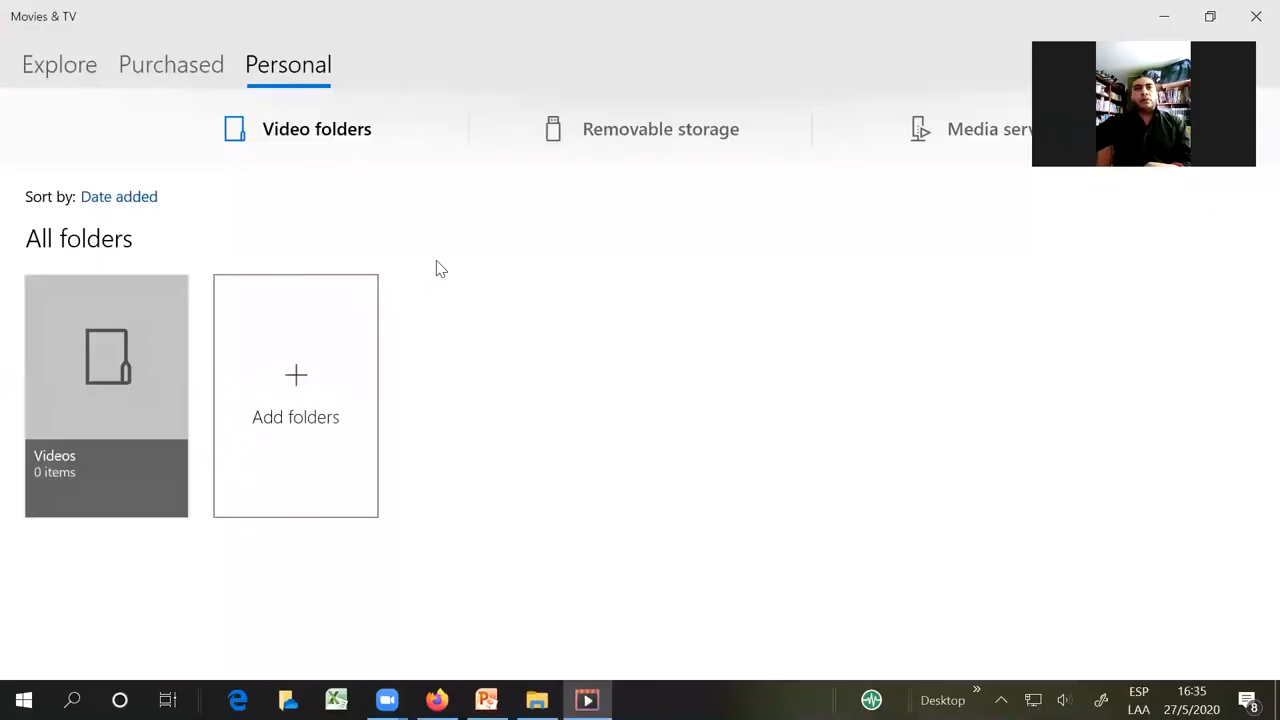 Movies & TV
Explore Purchased Personal
Video folders Removable storage Media serv
Sort by: Date added
All folders
Videos
0 items
Add folders
Desktop
ESP
LAA
16:35
27/5/2020
8